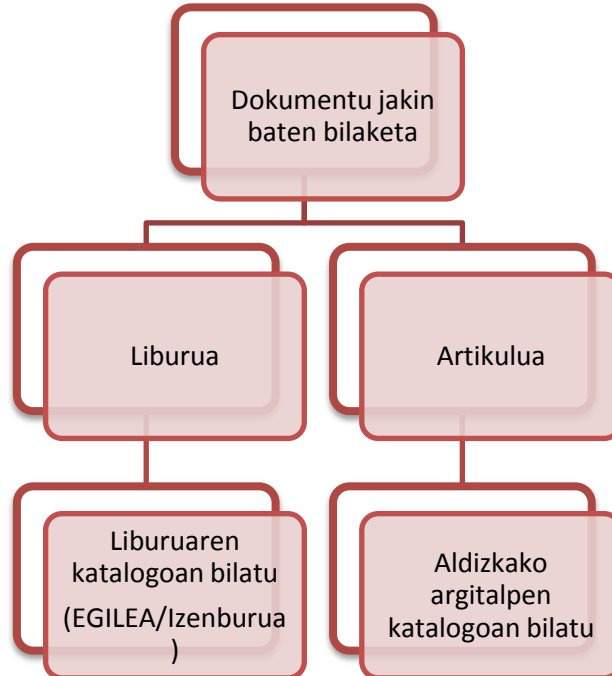 Dokumentu jakin
baten bilaketa
Liburua
Artikulua
Liburuaren
katalogoan bilatu
(EGILEA/Izenburua
)
Aldizkako
argitalpen
katalogoan bilatu